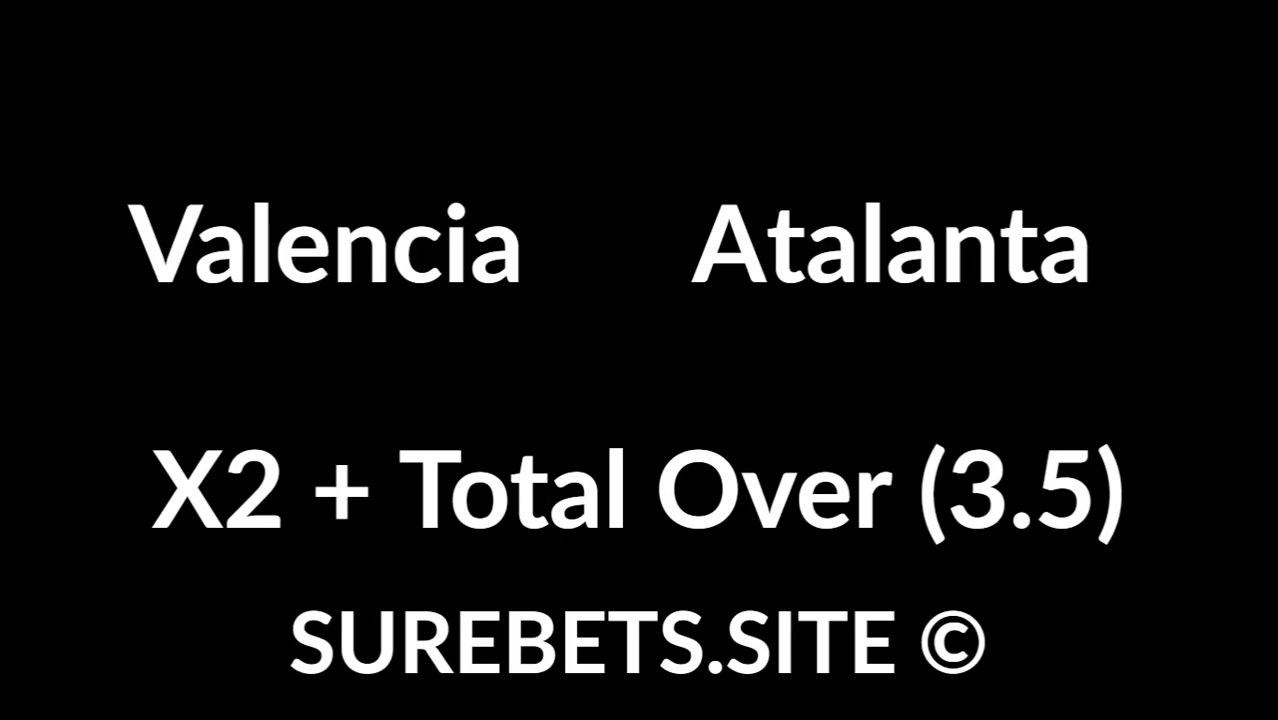 Valencia Atalanta
X2 + Total Over (3.5)
SUREBETS.SITE ©